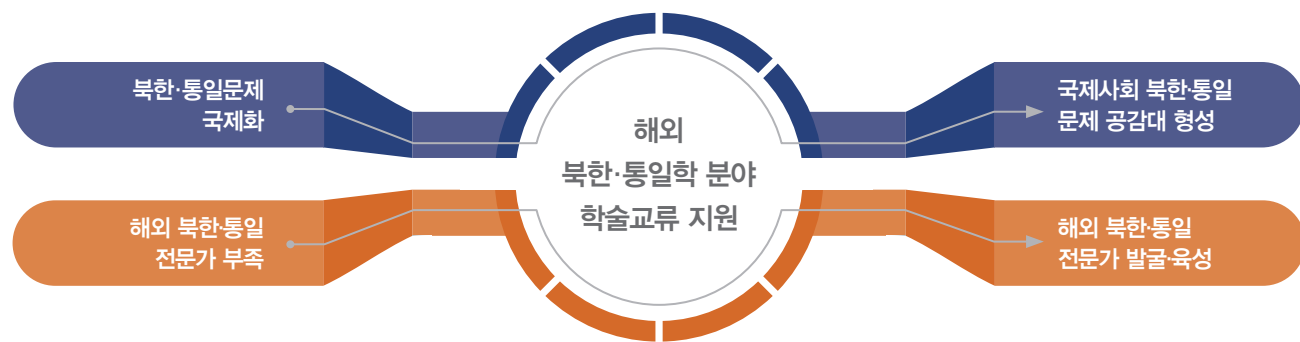 북한·통일문제
국제화
해외 북한·통일
전문가 부족
해외
북한·통일학 분야
학술교류 지원
국제사회 북한·통일
문제 공감대 형성
해외 북한·통일
전문가 발굴·육성